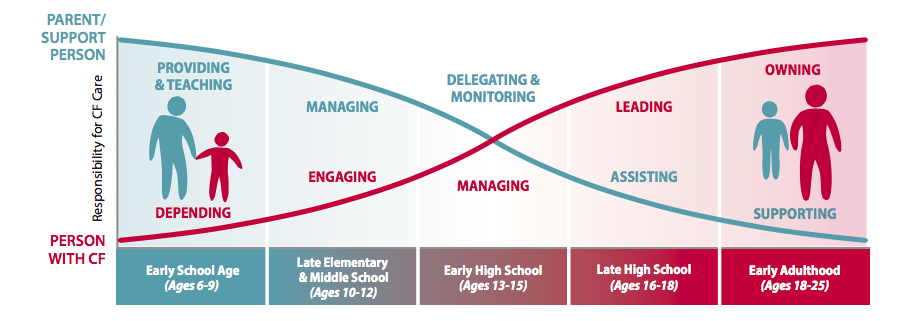 PARENT/
SUPPORT
PERSON
Responsibility for CF Care
PERSON
WITH CF
PROVIDING
& TEACHING
DEPENDING
MANAGING
ENGAGING
DELEGATING &
MONITORING
MANAGING
LEADING
ASSISTING
OWNING
SUPPORTING
Early School Age
(Ages 6-9)
Late Elementary
& Middle School
(Ages 10-12)
Early High School
(Ages 13-15)
Late High School
(Ages 16-18)
Early Adulthood
(Ages 18-25)